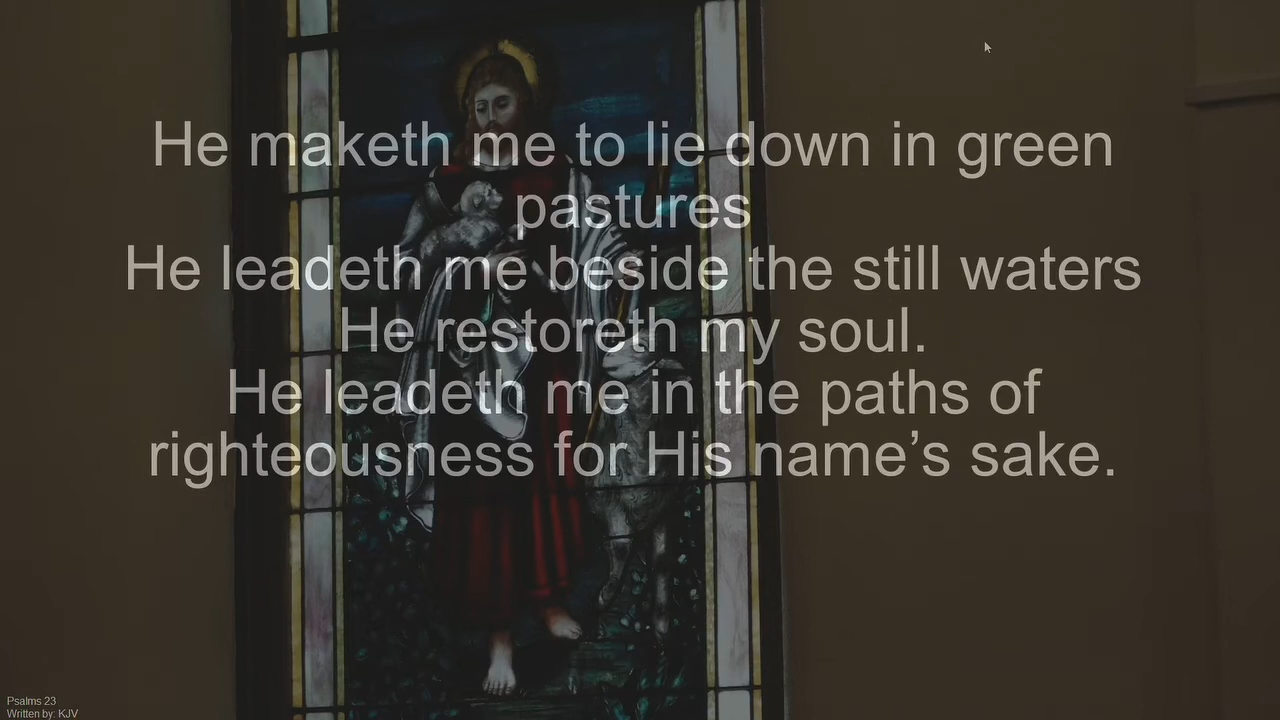 He maketh me to lie down in green
pastures
He leadeth me beside the still waters
He restoreth my soul.
He leadeth me in the paths of
righteousness for His name’s sake.
Psalms 23
Written by: KJV